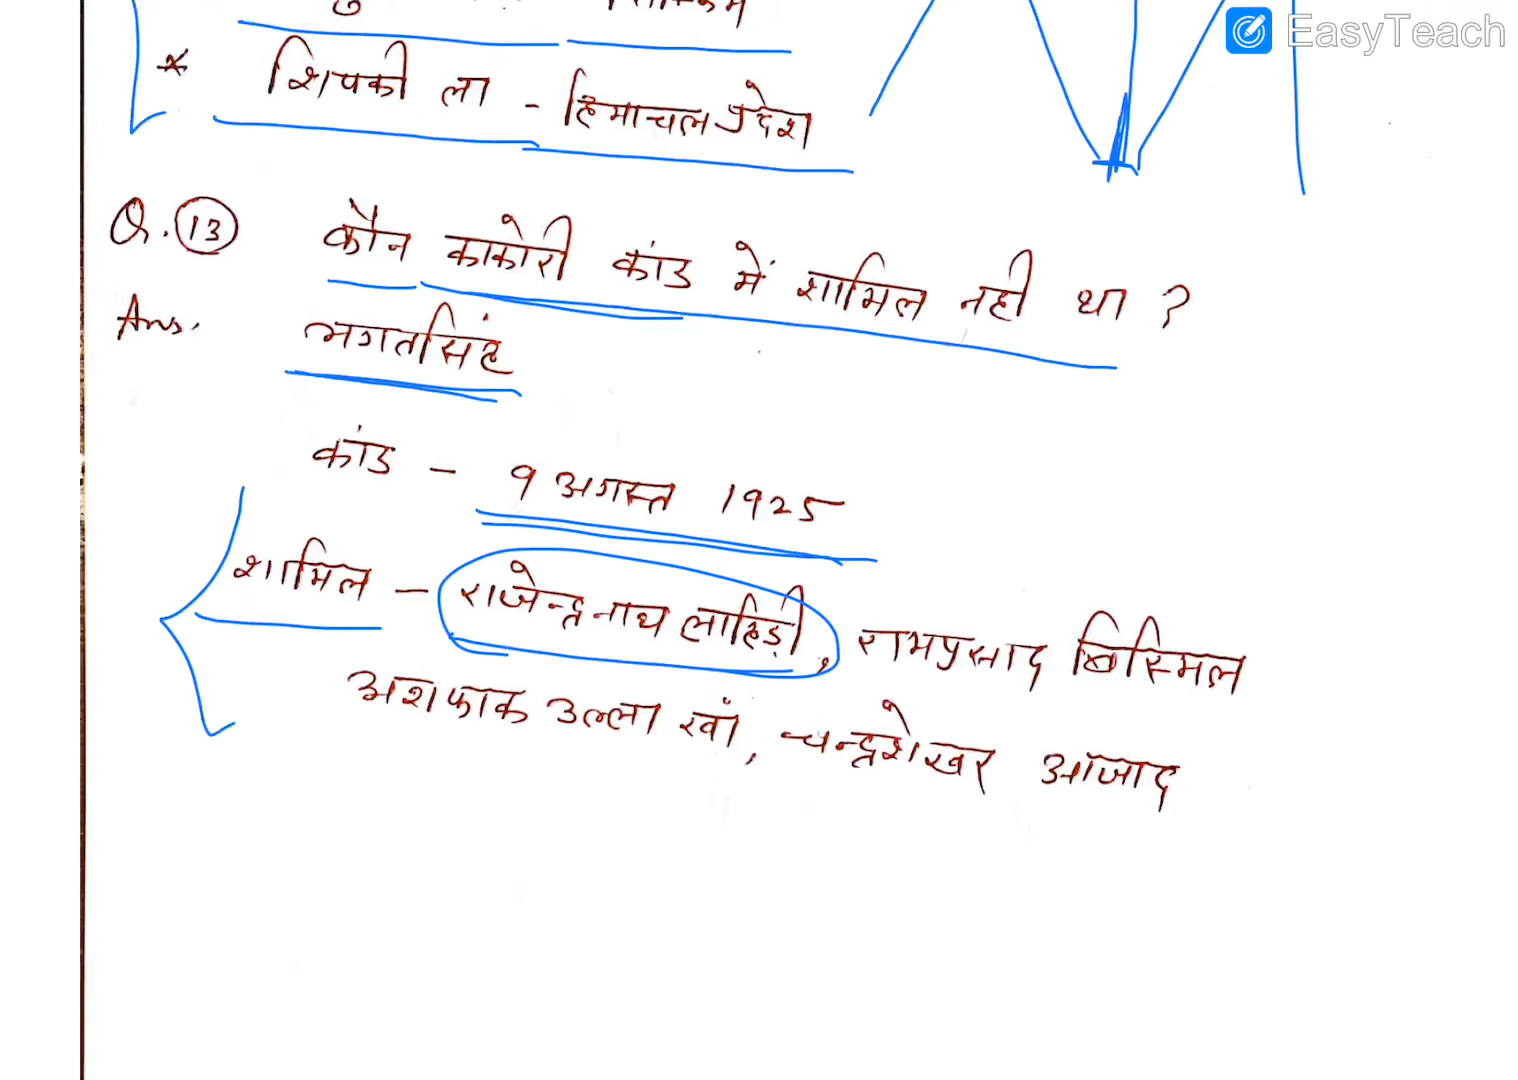 EasyTeach
* शिपकी ला - हिमाचल प्रदेश
Q. 13 कौन काकोरी कांड में शामिल नही था ?
Ans. भगतसिंह
कांड - 9 अगस्त 1925
शामिल - राजेन्द्रनाथ लाहिड़ी, रामप्रसाद बिस्मिल
अशफाक उल्ला खाँ, चन्द्रशेखर आजाद